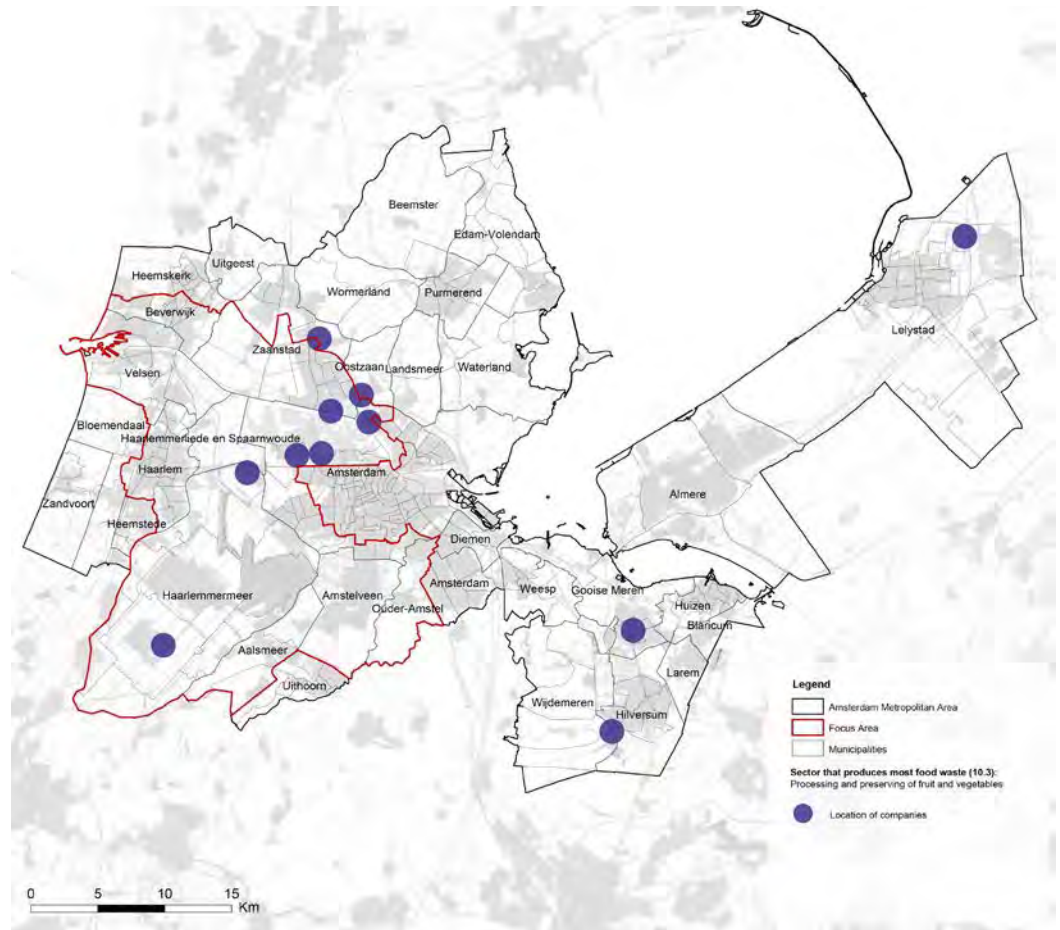 Beemster
Edam-Volendam
Uitgeest
Heemskerk
Wormerland
Purmerend
Beverwijk
Lelystad
Zaanstad
Oostzaan
Landsmeer
Waterland
Velsen
Bloemendaal
Haarlemmerliede en Spaarnwoude
Haarlem
Amsterdam
Zandvoort
Almere
Heemstede
Diemen
Amsterdam
Weesp
Gooise Meren
Haarlemmermeer
Amstelveen
Ouder-Amstel
Huizen
Blaricum
Aalsmeer
Larem
Uithoorn
Wijdemeren
Hilversum
Legend
Amsterdam Metropolitan Area
Focus Area
Municipalities
Sector that produces most food waste (10.3):
Processing and preserving of fruit and vegetables
Location of companies
0 5 10 15
Km